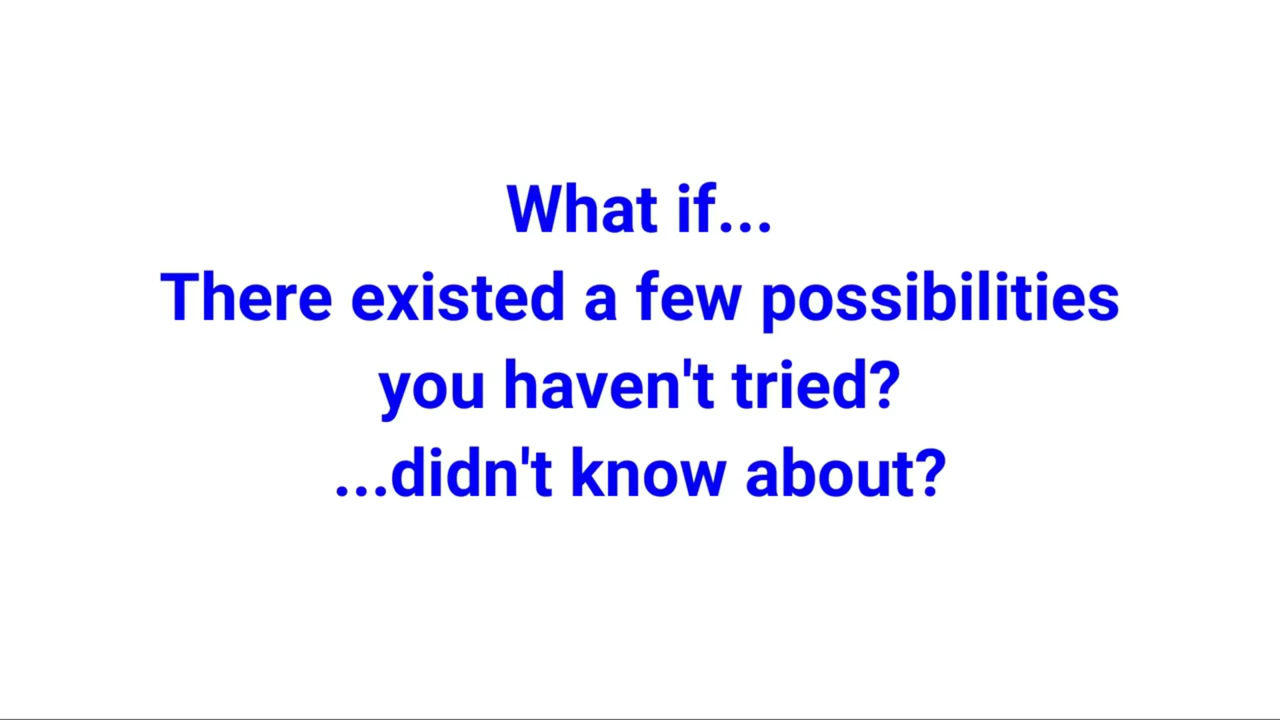 What if...
There existed a few possibilities
you haven't tried?
...didn't know about?